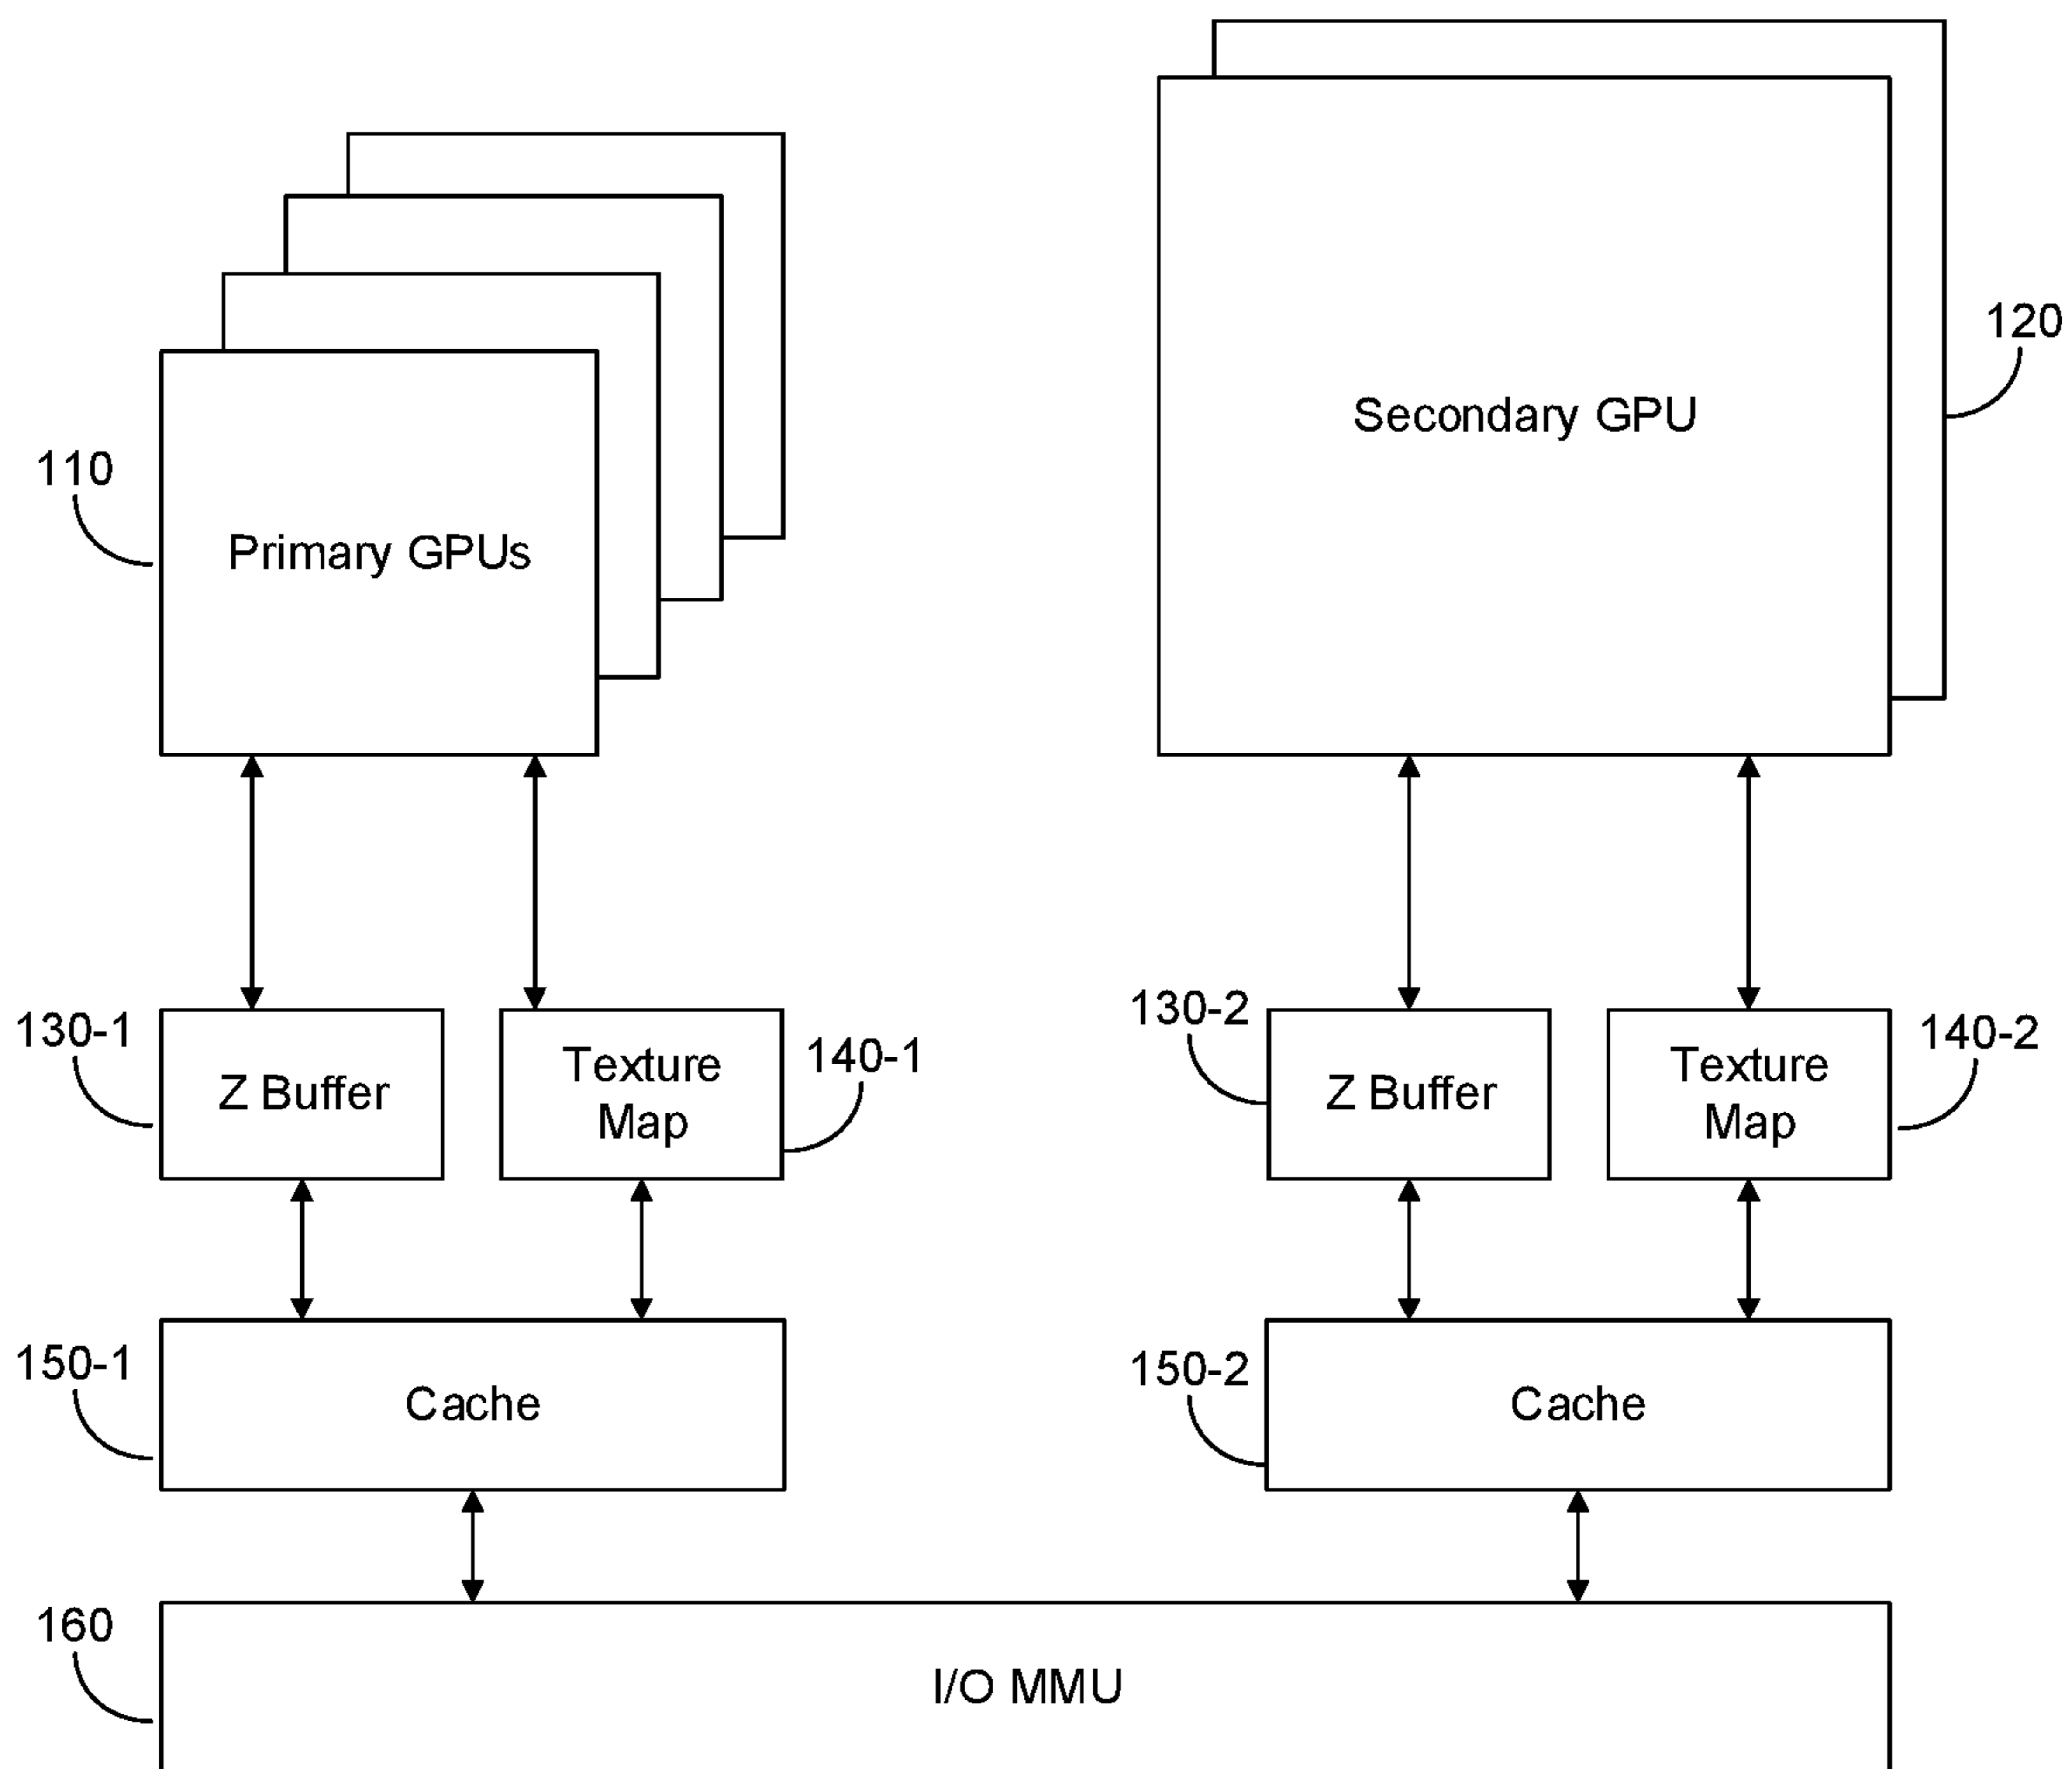 120
Secondary GPU
110
Primary GPUs
130-1
Z Buffer
Texture
Map
140-1
130-2
Z Buffer
Texture
Map
140-2
150-1
Cache
150-2
Cache
160
I/O MMU